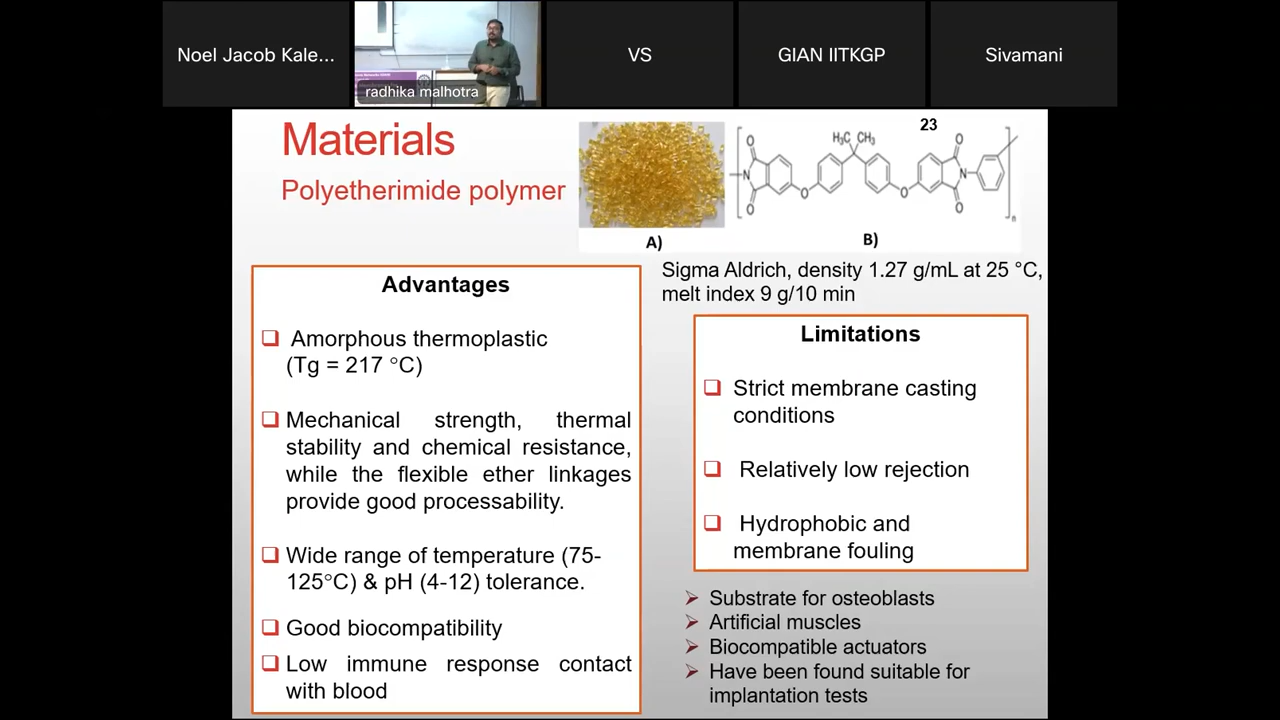 Noel Jacob Kale...
radhika malhotra
VS
GIAN IITKGP
Sivamani
Materials
Polyetherimide polymer
23
H₃C CH₃
O
O
N
O
O
O
O
N
n
A)
B)
Sigma Aldrich, density 1.27 g/mL at 25 °C,
melt index 9 g/10 min
Advantages
Amorphous thermoplastic
(Tg = 217 °C)
Mechanical strength, thermal
stability and chemical resistance,
while the flexible ether linkages
provide good processability.
Wide range of temperature (75-
125°C) & pH (4-12) tolerance.
Good biocompatibility
Low immune response contact
with blood
Limitations
Strict membrane casting
conditions
Relatively low rejection
Hydrophobic and
membrane fouling
Substrate for osteoblasts
Artificial muscles
Biocompatible actuators
Have been found suitable for
implantation tests